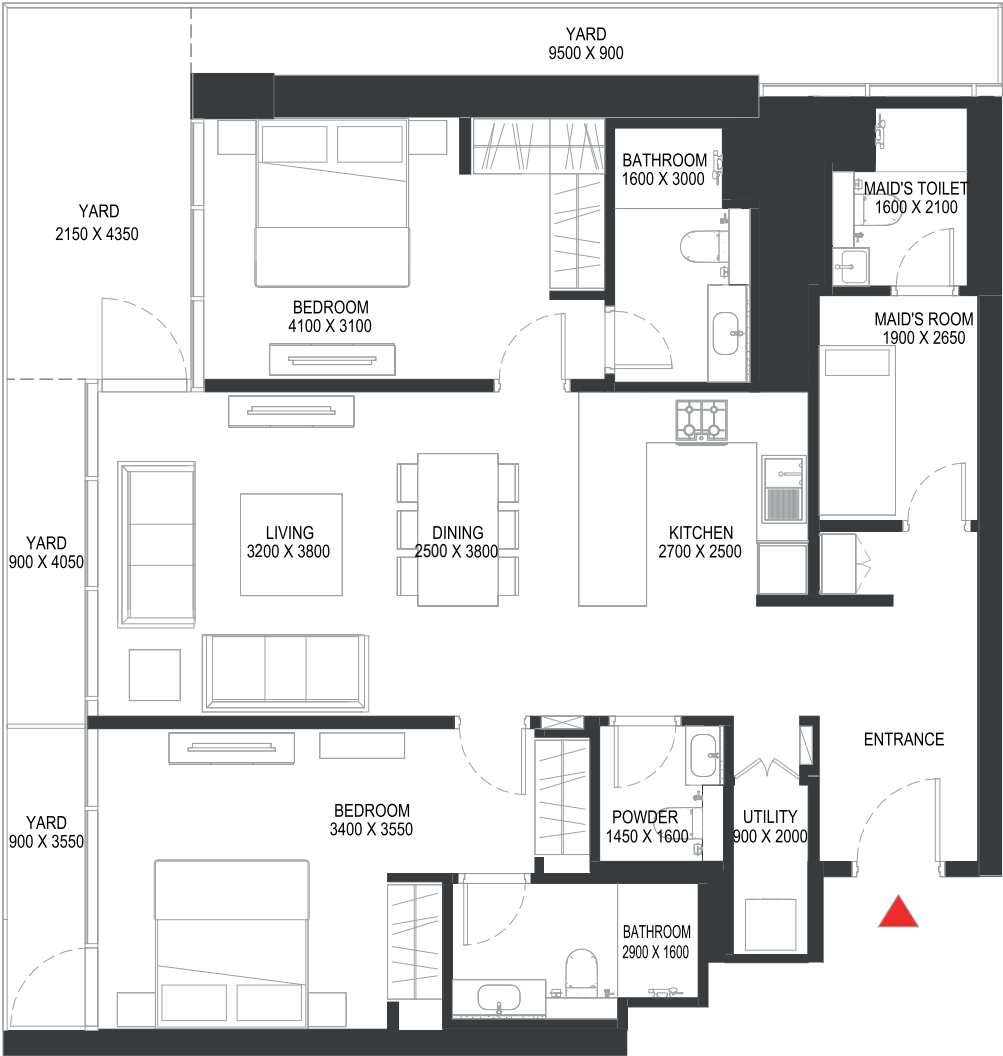 YARD
9500 X 900
BATHROOM
1600 X 3000
MAID'S TOILET
1600 X 2100
YARD
2150 X 4350
BEDROOM
4100 X 3100
MAID'S ROOM
1900 X 2650
LIVING
3200 X 3800
DINING
2500 X 3800
KITCHEN
2700 X 2500
YARD
900 X 4050
ENTRANCE
BEDROOM
3400 X 3550
YARD
900 X 3550
POWDER
1450 X 1600
UTILITY
900 X 2000
BATHROOM
2900 X 1600